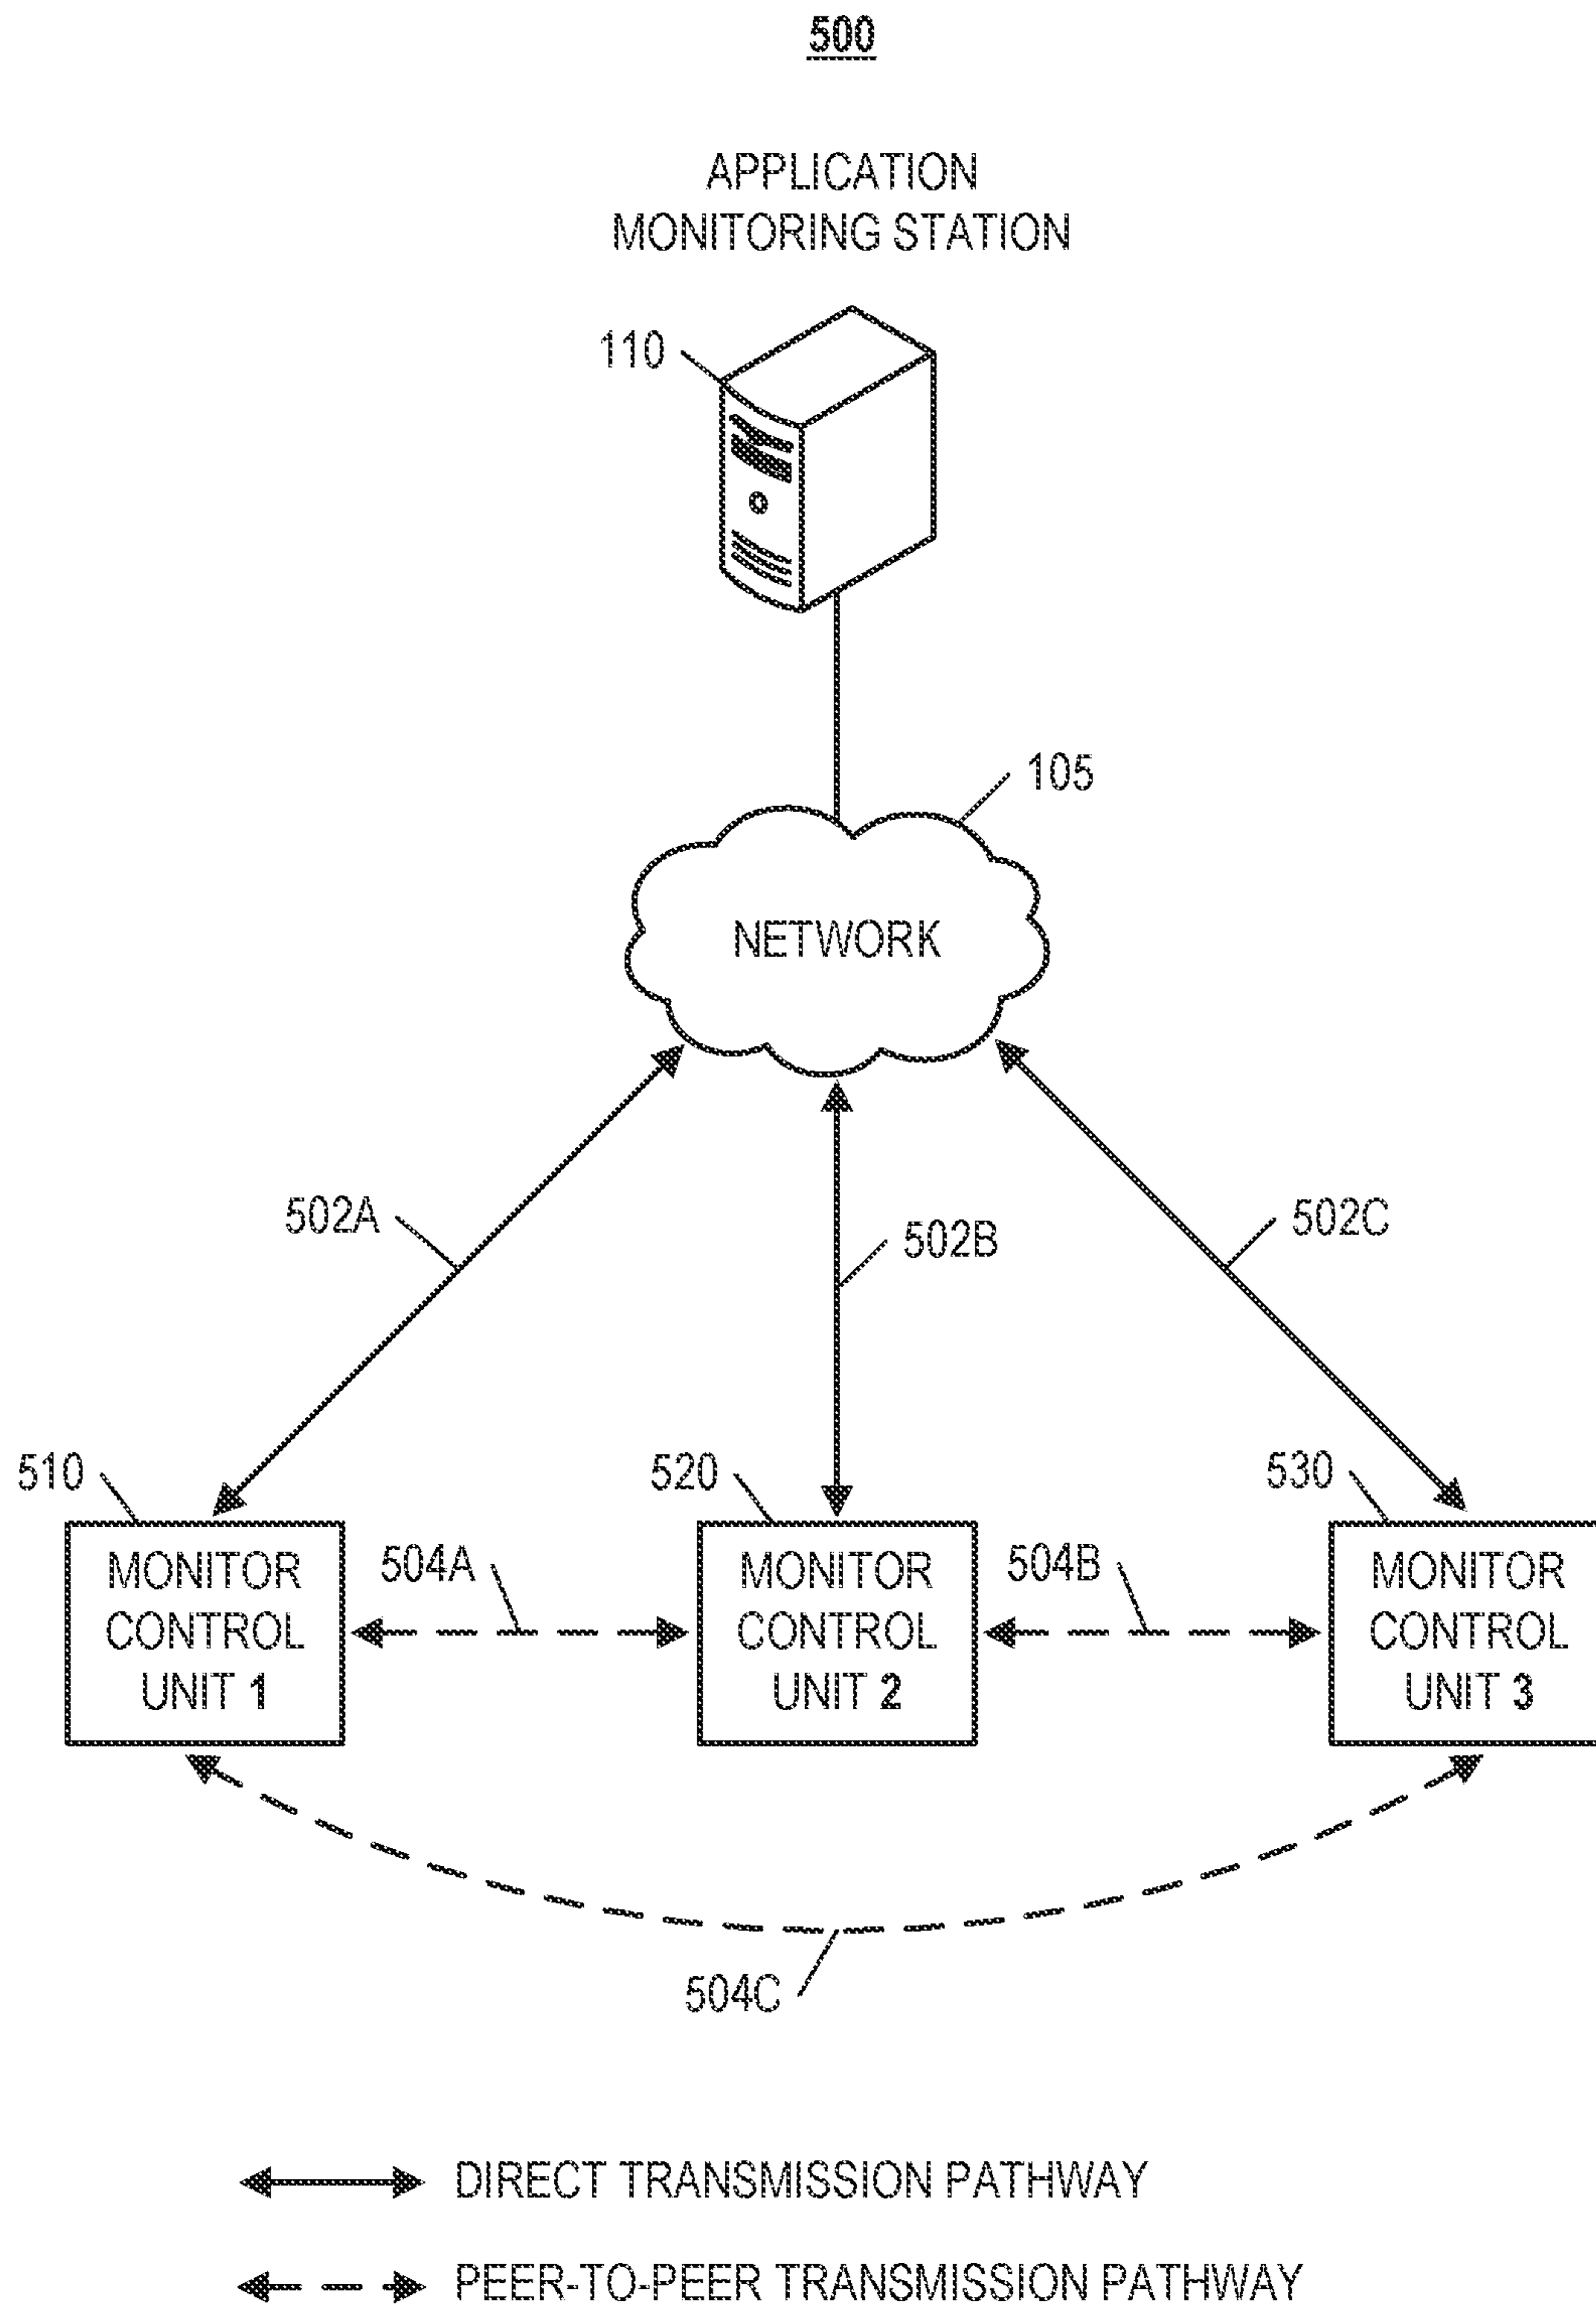 500
APPLICATION
MONITORING STATION
110
105
NETWORK
502A
502B
502C
510
520
530
MONITOR
CONTROL
UNIT 1
504A
MONITOR
CONTROL
UNIT 2
504B
MONITOR
CONTROL
UNIT 3
504C
DIRECT TRANSMISSION PATHWAY
PEER-TO-PEER TRANSMISSION PATHWAY